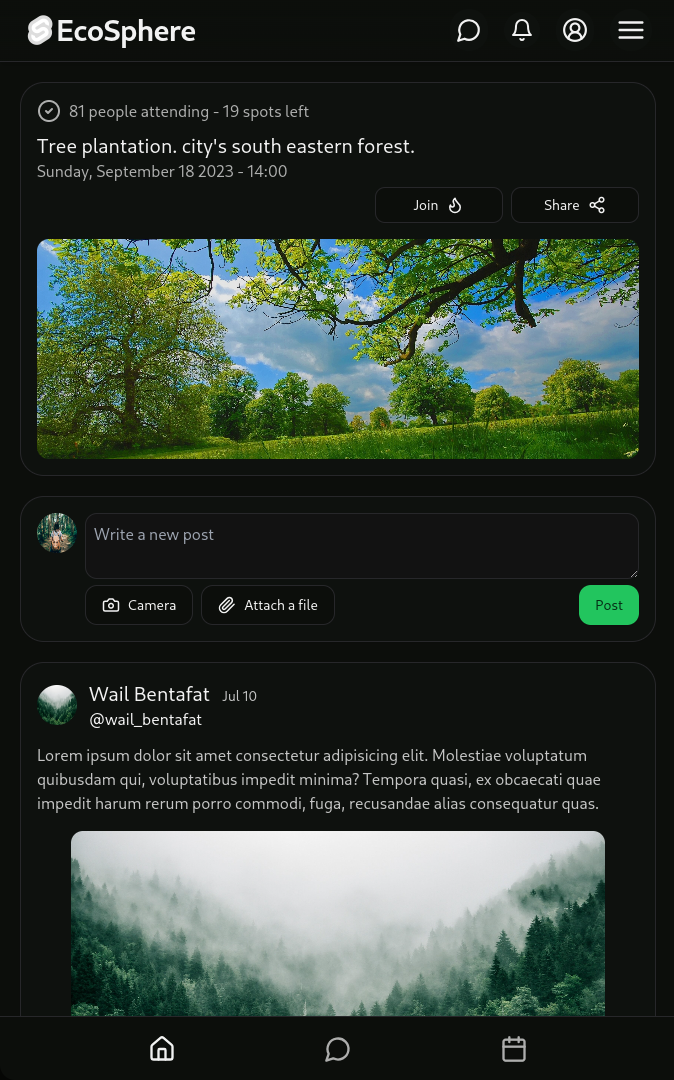 EcoSphere
81 people attending - 19 spots left
Tree plantation. city's south eastern forest.
Sunday, September 18 2023 - 14:00
Join
Share
Write a new post
Camera
Attach a file
Post
Wail Bentafat Jul 10
@wail_bentafat
Lorem ipsum dolor sit amet consectetur adipisicing elit. Molestiae voluptatum
quibusdam qui, voluptatibus impedit minima? Tempora quasi, ex obcaecati quae
impedit harum rerum porro commodi, fuga, recusandae alias consequatur quas.